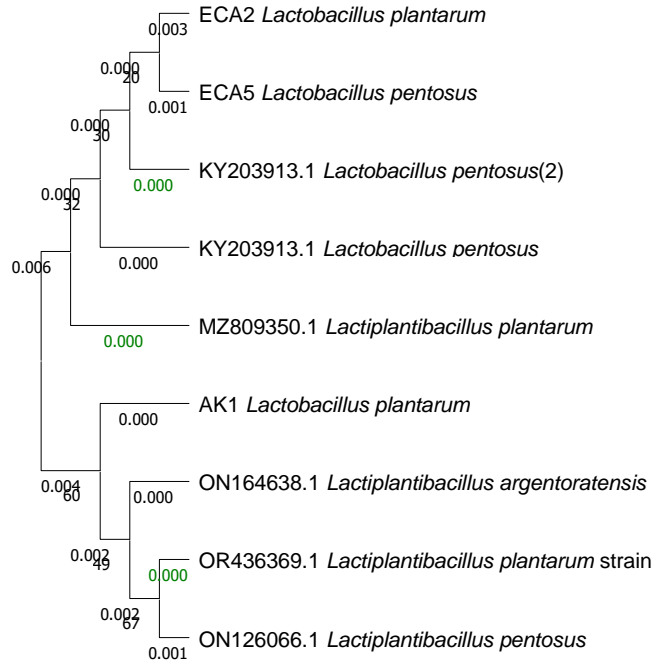 0.003
ECA2 Lactobacillus plantarum
0.000
20
0.001
ECA5 Lactobacillus pentosus
0.000
30
0.000
KY203913.1 Lactobacillus pentosus(2)
0.000
32
0.000
KY203913.1 Lactobacillus pentosus
0.006
0.000
MZ809350.1 Lactiplantibacillus plantarum
0.000
AK1 Lactobacillus plantarum
0.004
60
0.000
ON164638.1 Lactiplantibacillus argentoratensis
0.002
49
0.000
OR436369.1 Lactiplantibacillus plantarum strain
0.002
67
0.001
ON126066.1 Lactiplantibacillus pentosus